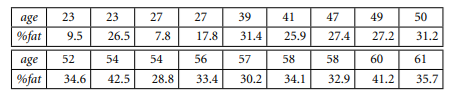 age 23 23 27 27 39 41 47 49 50
%fat 9.5 26.5 7.8 17.8 31.4 25.9 27.4 27.2 31.2
age 52 54 54 56 57 58 58 60 61
%fat 34.6 42.5 28.8 33.4 30.2 34.1 32.9 41.2 35.7